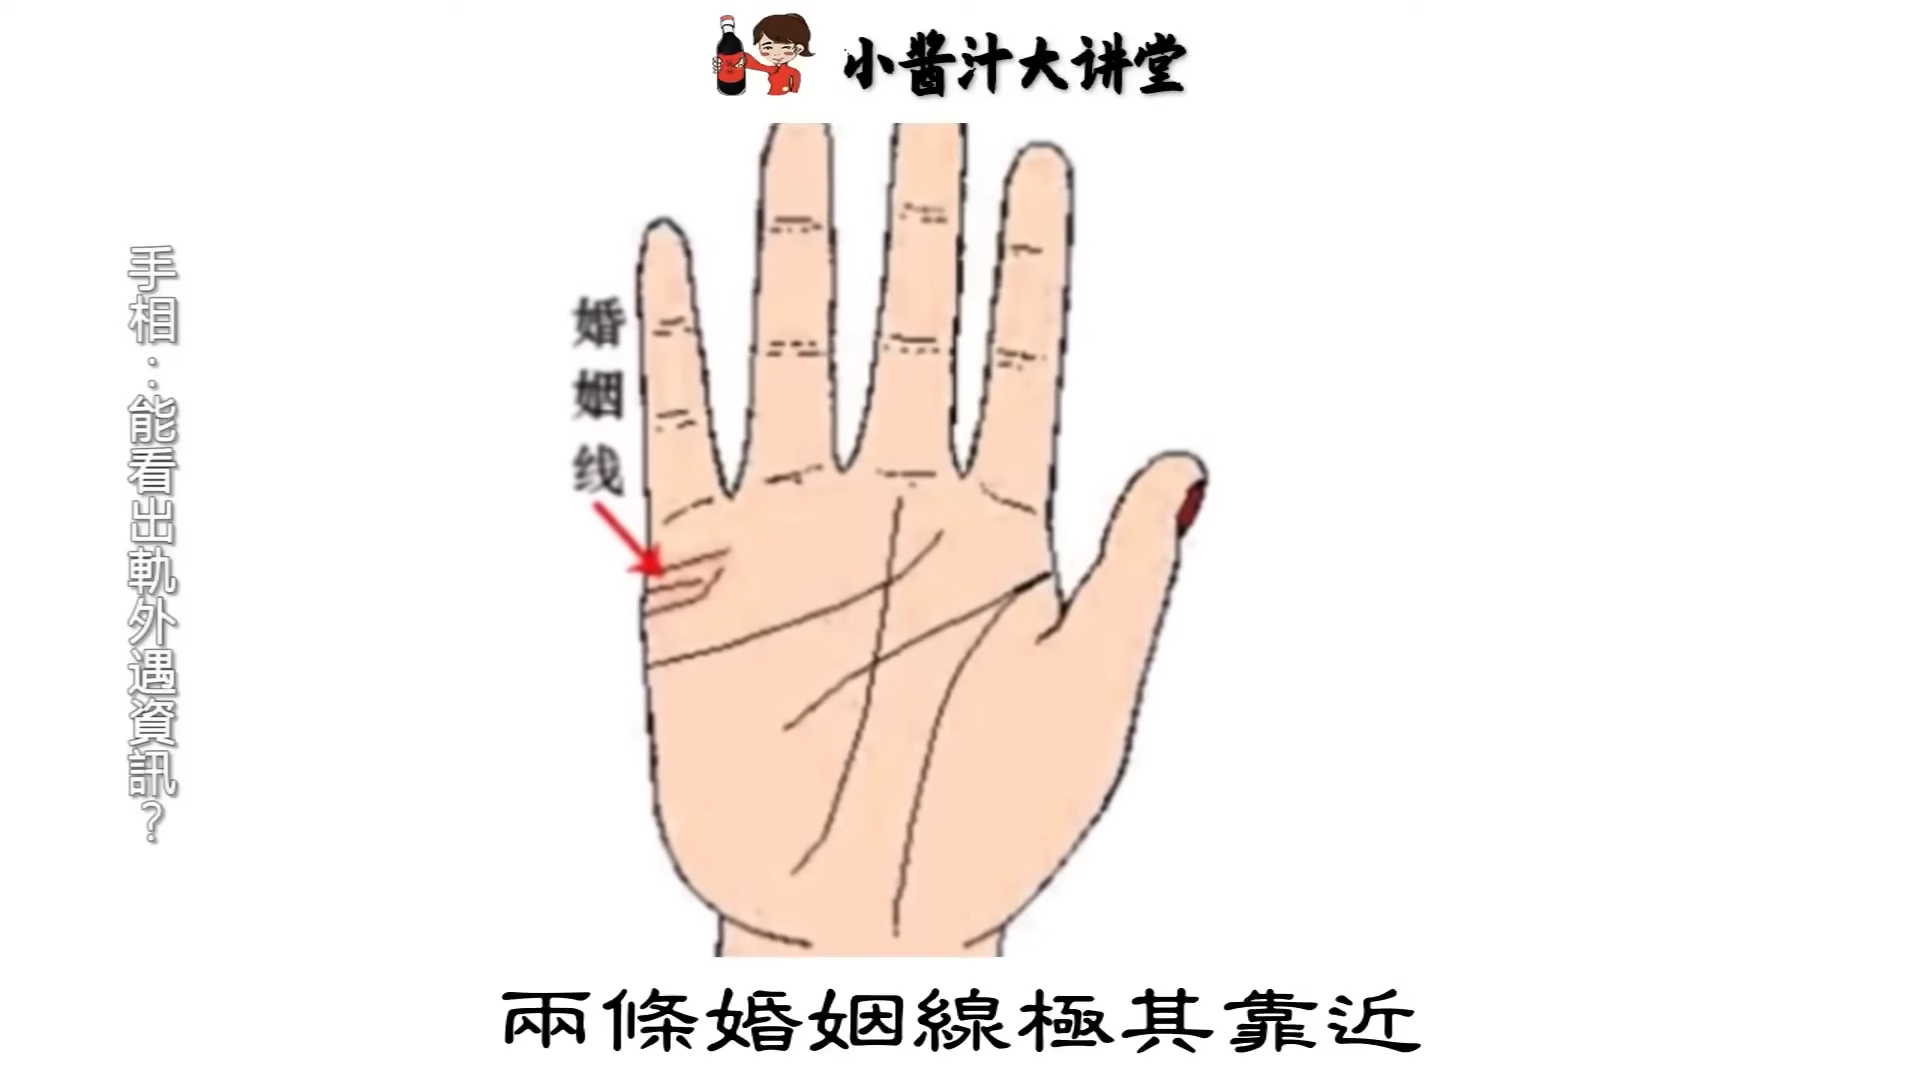 小酱汁大讲堂
手相：能看出軌外遇資訊？
婚姻线
兩條婚姻線極其靠近